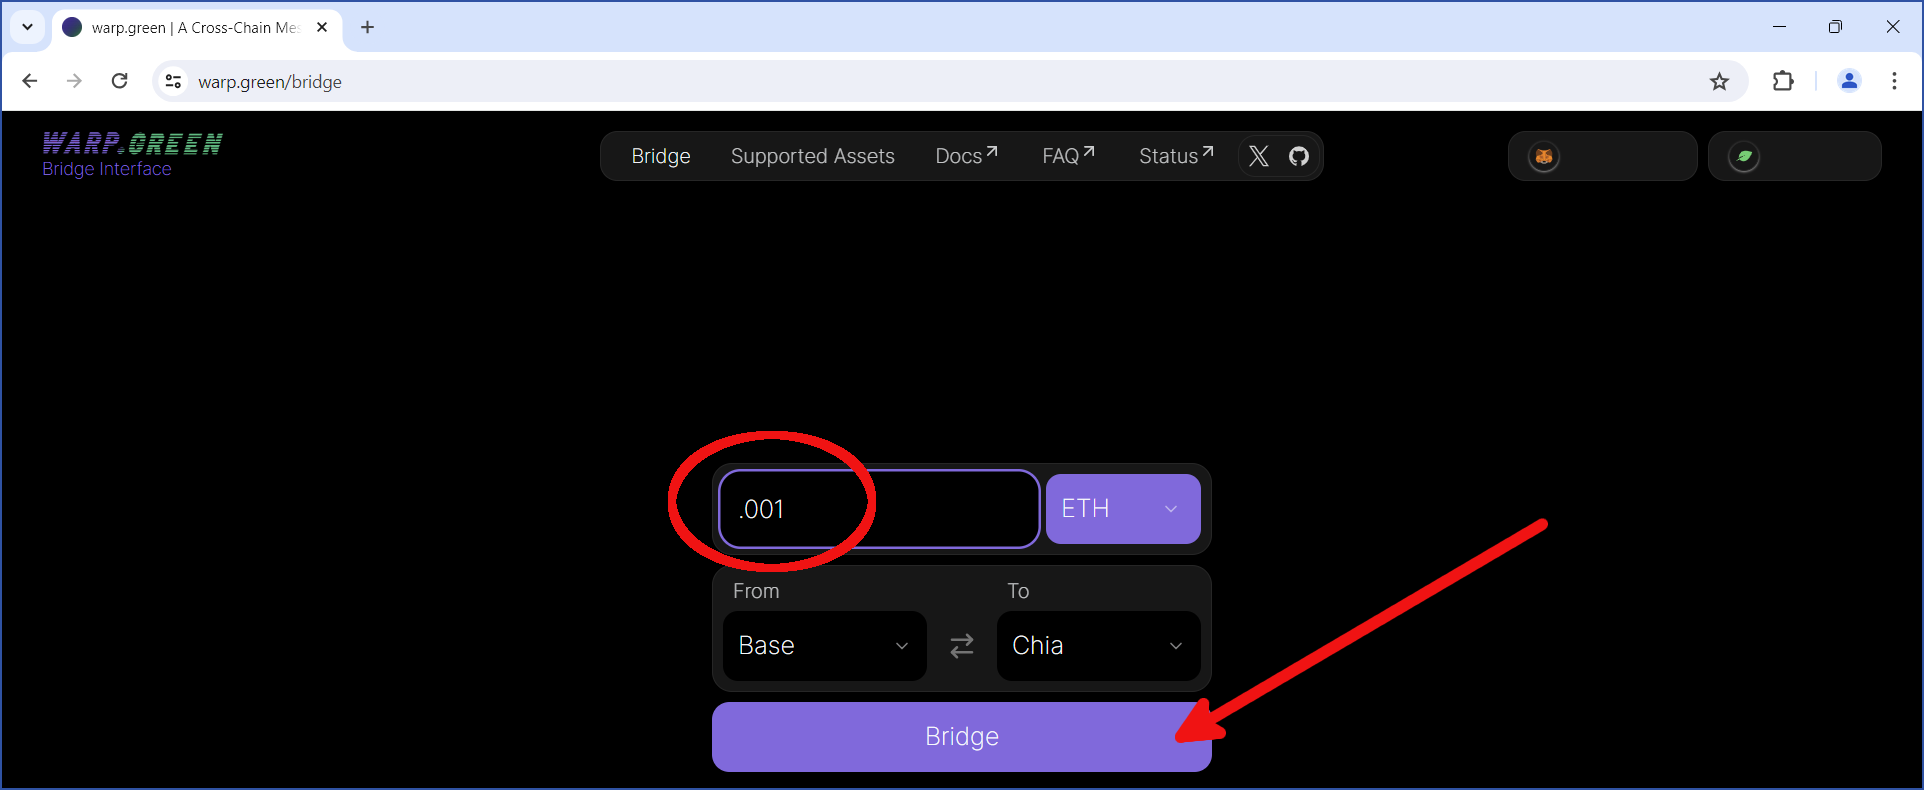 warp.green | A Cross-Chain Mes
warp.green/bridge
WARP.GREEN
Bridge Interface
Bridge Supported Assets Docs FAQ Status
.001 ETH
From To
Base Chia
Bridge